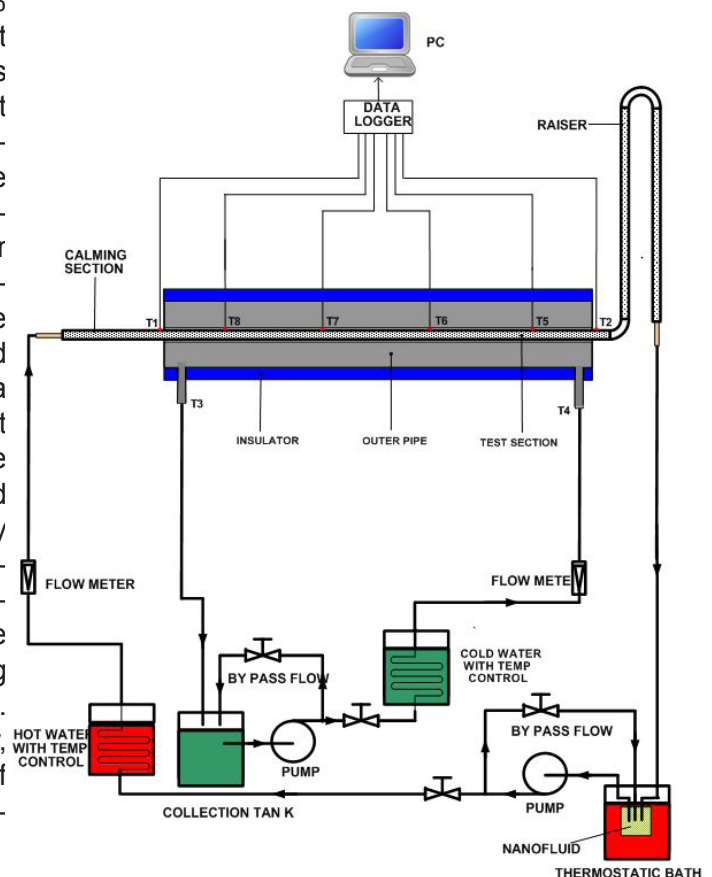 PC
DATA
LOGGER
RAISER
CALMING
SECTION
T1
T8
T7
T6
T5
T2
T3
T4
INSULATOR
OUTER PIPE
TEST SECTION
FLOW METER
FLOW METE
BY PASS FLOW
COLD WATER
WITH TEMP
CONTROL
HOT WATER
WITH TEMP
CONTROL
PUMP
BY PASS FLOW
COLLECTION TAN K
PUMP
NANOFLUID
THERMOSTATIC BATH